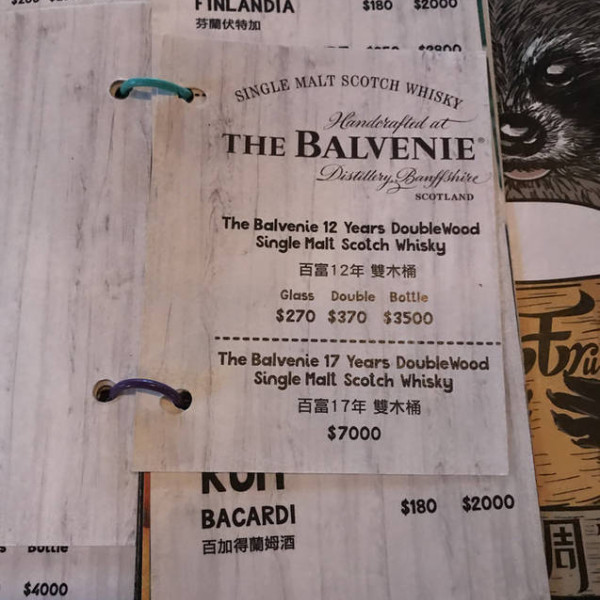 FINLANDIA
$180 $2000
芬蘭伏特加
SINGLE MALT SCOTCH WHISKY
Handcrafted at
THE BALVENIE
Distillery Banffshire
SCOTLAND
The Balvenie 12 Years DoubleWood
Single Malt Scotch Whisky
百富12年 雙木桶
Glass Double Bottle
$270 $370 $3500
The Balvenie 17 Years DoubleWood
Single Malt Scotch Whisky
百富17年 雙木桶
$7000
BACARDI
$180 $2000
百加得蘭姆酒
$4000